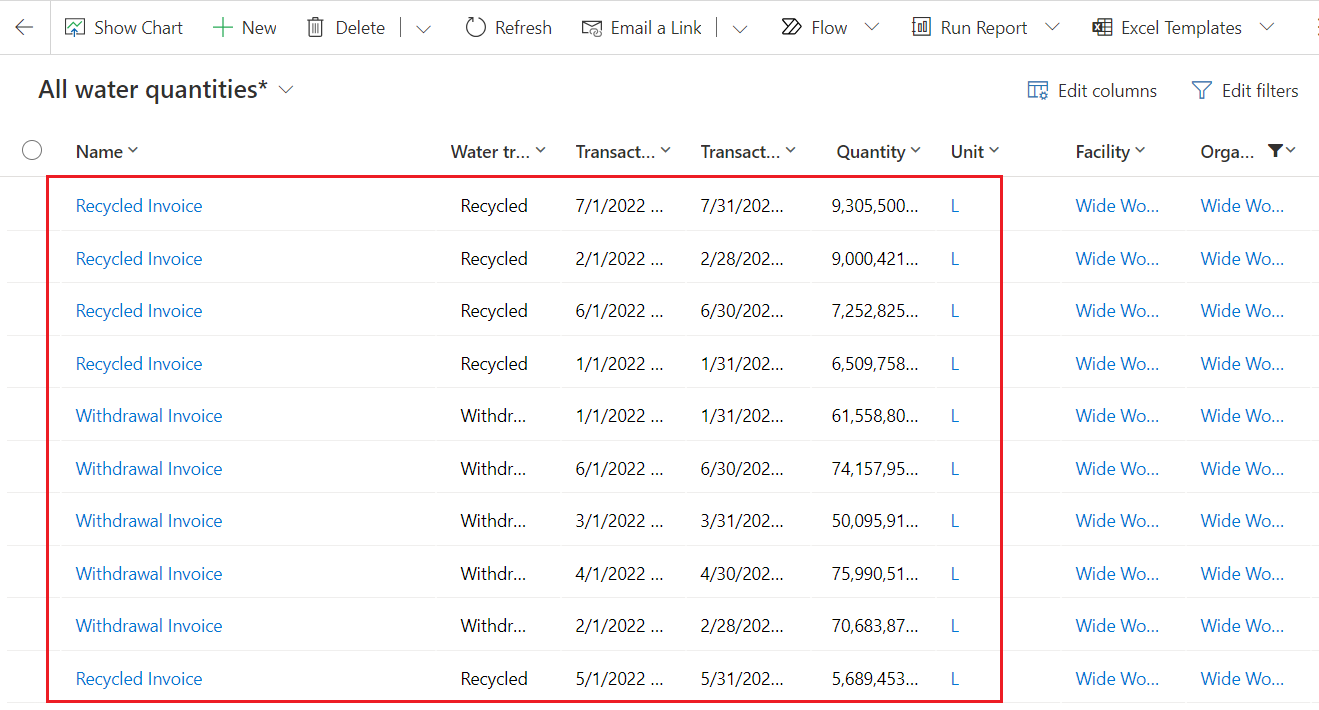 Show Chart New Delete Refresh Email a Link Flow Run Report Excel Templates
All water quantities* Edit columns Edit filters
Name Water tr... Transact... Transact... Quantity Unit Facility Orga...
Recycled Invoice Recycled 7/1/2022 ... 7/31/202... 9,305,500... L Wide Wo... Wide Wo...
Recycled Invoice Recycled 2/1/2022 ... 2/28/202... 9,000,421... L Wide Wo... Wide Wo...
Recycled Invoice Recycled 6/1/2022 ... 6/30/202... 7,252,825... L Wide Wo... Wide Wo...
Recycled Invoice Recycled 1/1/2022 ... 1/31/202... 6,509,758... L Wide Wo... Wide Wo...
Withdrawal Invoice Withdr... 1/1/2022 ... 1/31/202... 61,558,80... L Wide Wo... Wide Wo...
Withdrawal Invoice Withdr... 6/1/2022 ... 6/30/202... 74,157,95... L Wide Wo... Wide Wo...
Withdrawal Invoice Withdr... 3/1/2022 ... 3/31/202... 50,095,91... L Wide Wo... Wide Wo...
Withdrawal Invoice Withdr... 4/1/2022 ... 4/30/202... 75,990,51... L Wide Wo... Wide Wo...
Withdrawal Invoice Withdr... 2/1/2022 ... 2/28/202... 70,683,87... L Wide Wo... Wide Wo...
Recycled Invoice Recycled 5/1/2022 ... 5/31/202... 5,689,453... L Wide Wo... Wide Wo...